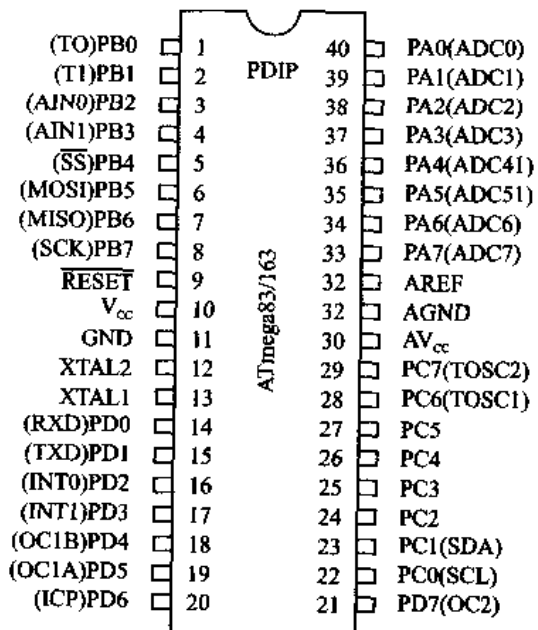 (TO)PB0 1 40 PA0(ADC0)
(T1)PB1 2 PDIP 39 PA1(ADC1)
(AIN0)PB2 3 38 PA2(ADC2)
(AIN1)PB3 4 37 PA3(ADC3)
(S̅S̅)PB4 5 36 PA4(ADC41)
(MOSI)PB5 6 35 PA5(ADC51)
(MISO)PB6 7 34 PA6(ADC6)
(SCK)PB7 8 33 PA7(ADC7)
R̅E̅S̅E̅T̅ 9 32 AREF
Vcc 10 32 AGND
GND 11 30 AVcc
XTAL2 12 29 PC7(TOSC2)
XTAL1 13 28 PC6(TOSC1)
(RXD)PD0 14 27 PC5
(TXD)PD1 15 26 PC4
(INT0)PD2 16 25 PC3
(INT1)PD3 17 24 PC2
(OC1B)PD4 18 23 PC1(SDA)
(OC1A)PD5 19 22 PC0(SCL)
(ICP)PD6 20 21 PD7(OC2)
ATmega83/163